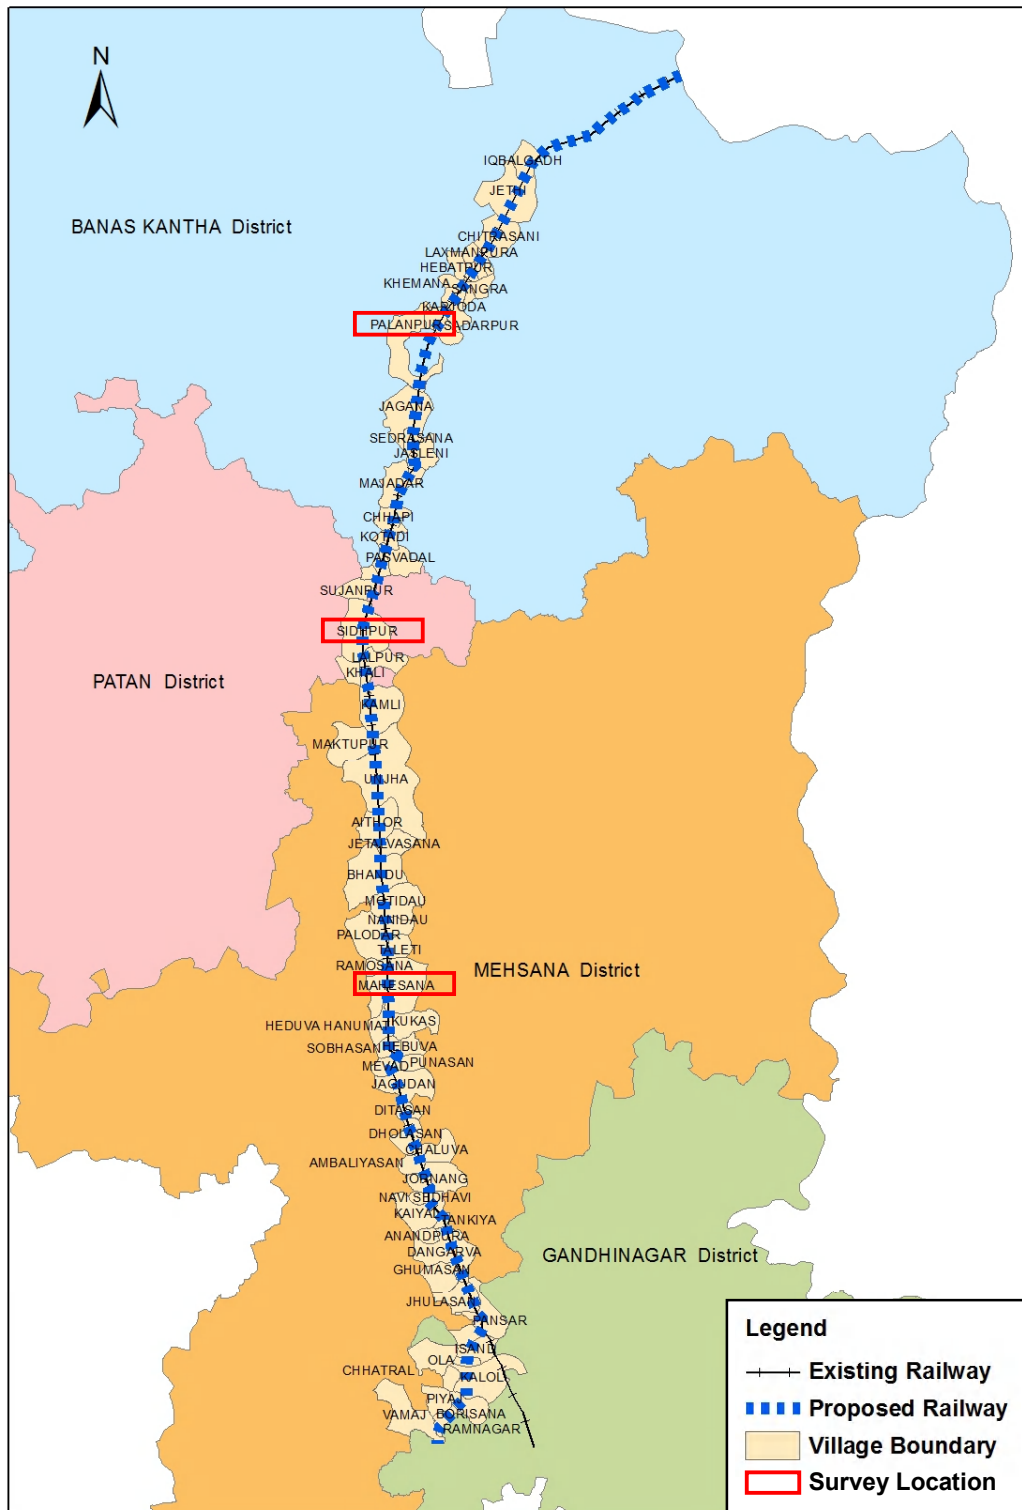 N
IQBALGADH
JETHI
BANAS KANTHA District
CHITRASANI
LAXMANPURA
HEBATPUR
KHEMANA
SANGRA
KARJODA
PALANPUR
SADARPUR
JAGANA
SEDRASANA
JASLENI
MAJADAR
CHHAPI
KOTADI
PASVADAL
SUJANPUR
SIDHPUR
LALPUR
KHALI
PATAN District
KAMLI
MAKTUPUR
UNJHA
AITHOR
JETALVASANA
BHANDU
MOTIDAU
NANIDAU
PALODAR
TALETI
RAMOSANA
MEHSANA District
MAHESANA
HEDUVA HANUMAT
KUKAS
SOBHASAN
HEBUVA
PUNASAN
MEVAD
JAGUDAN
DITASAN
DHOLASAN
CHALUVA
AMBALIYASAN
JORNANG
NAVI SEDHAVI
KAIYAL
TANKIYA
ANANDPURA
DANGARVA
GANDHINAGAR District
GHUMASAN
JHULASAN
PANSAR
ISAND
OLA
CHHATRAL
KALOL
PIYAJ
VAMAJ
BORISANA
RAMNAGAR
Legend
Existing Railway
Proposed Railway
Village Boundary
Survey Location